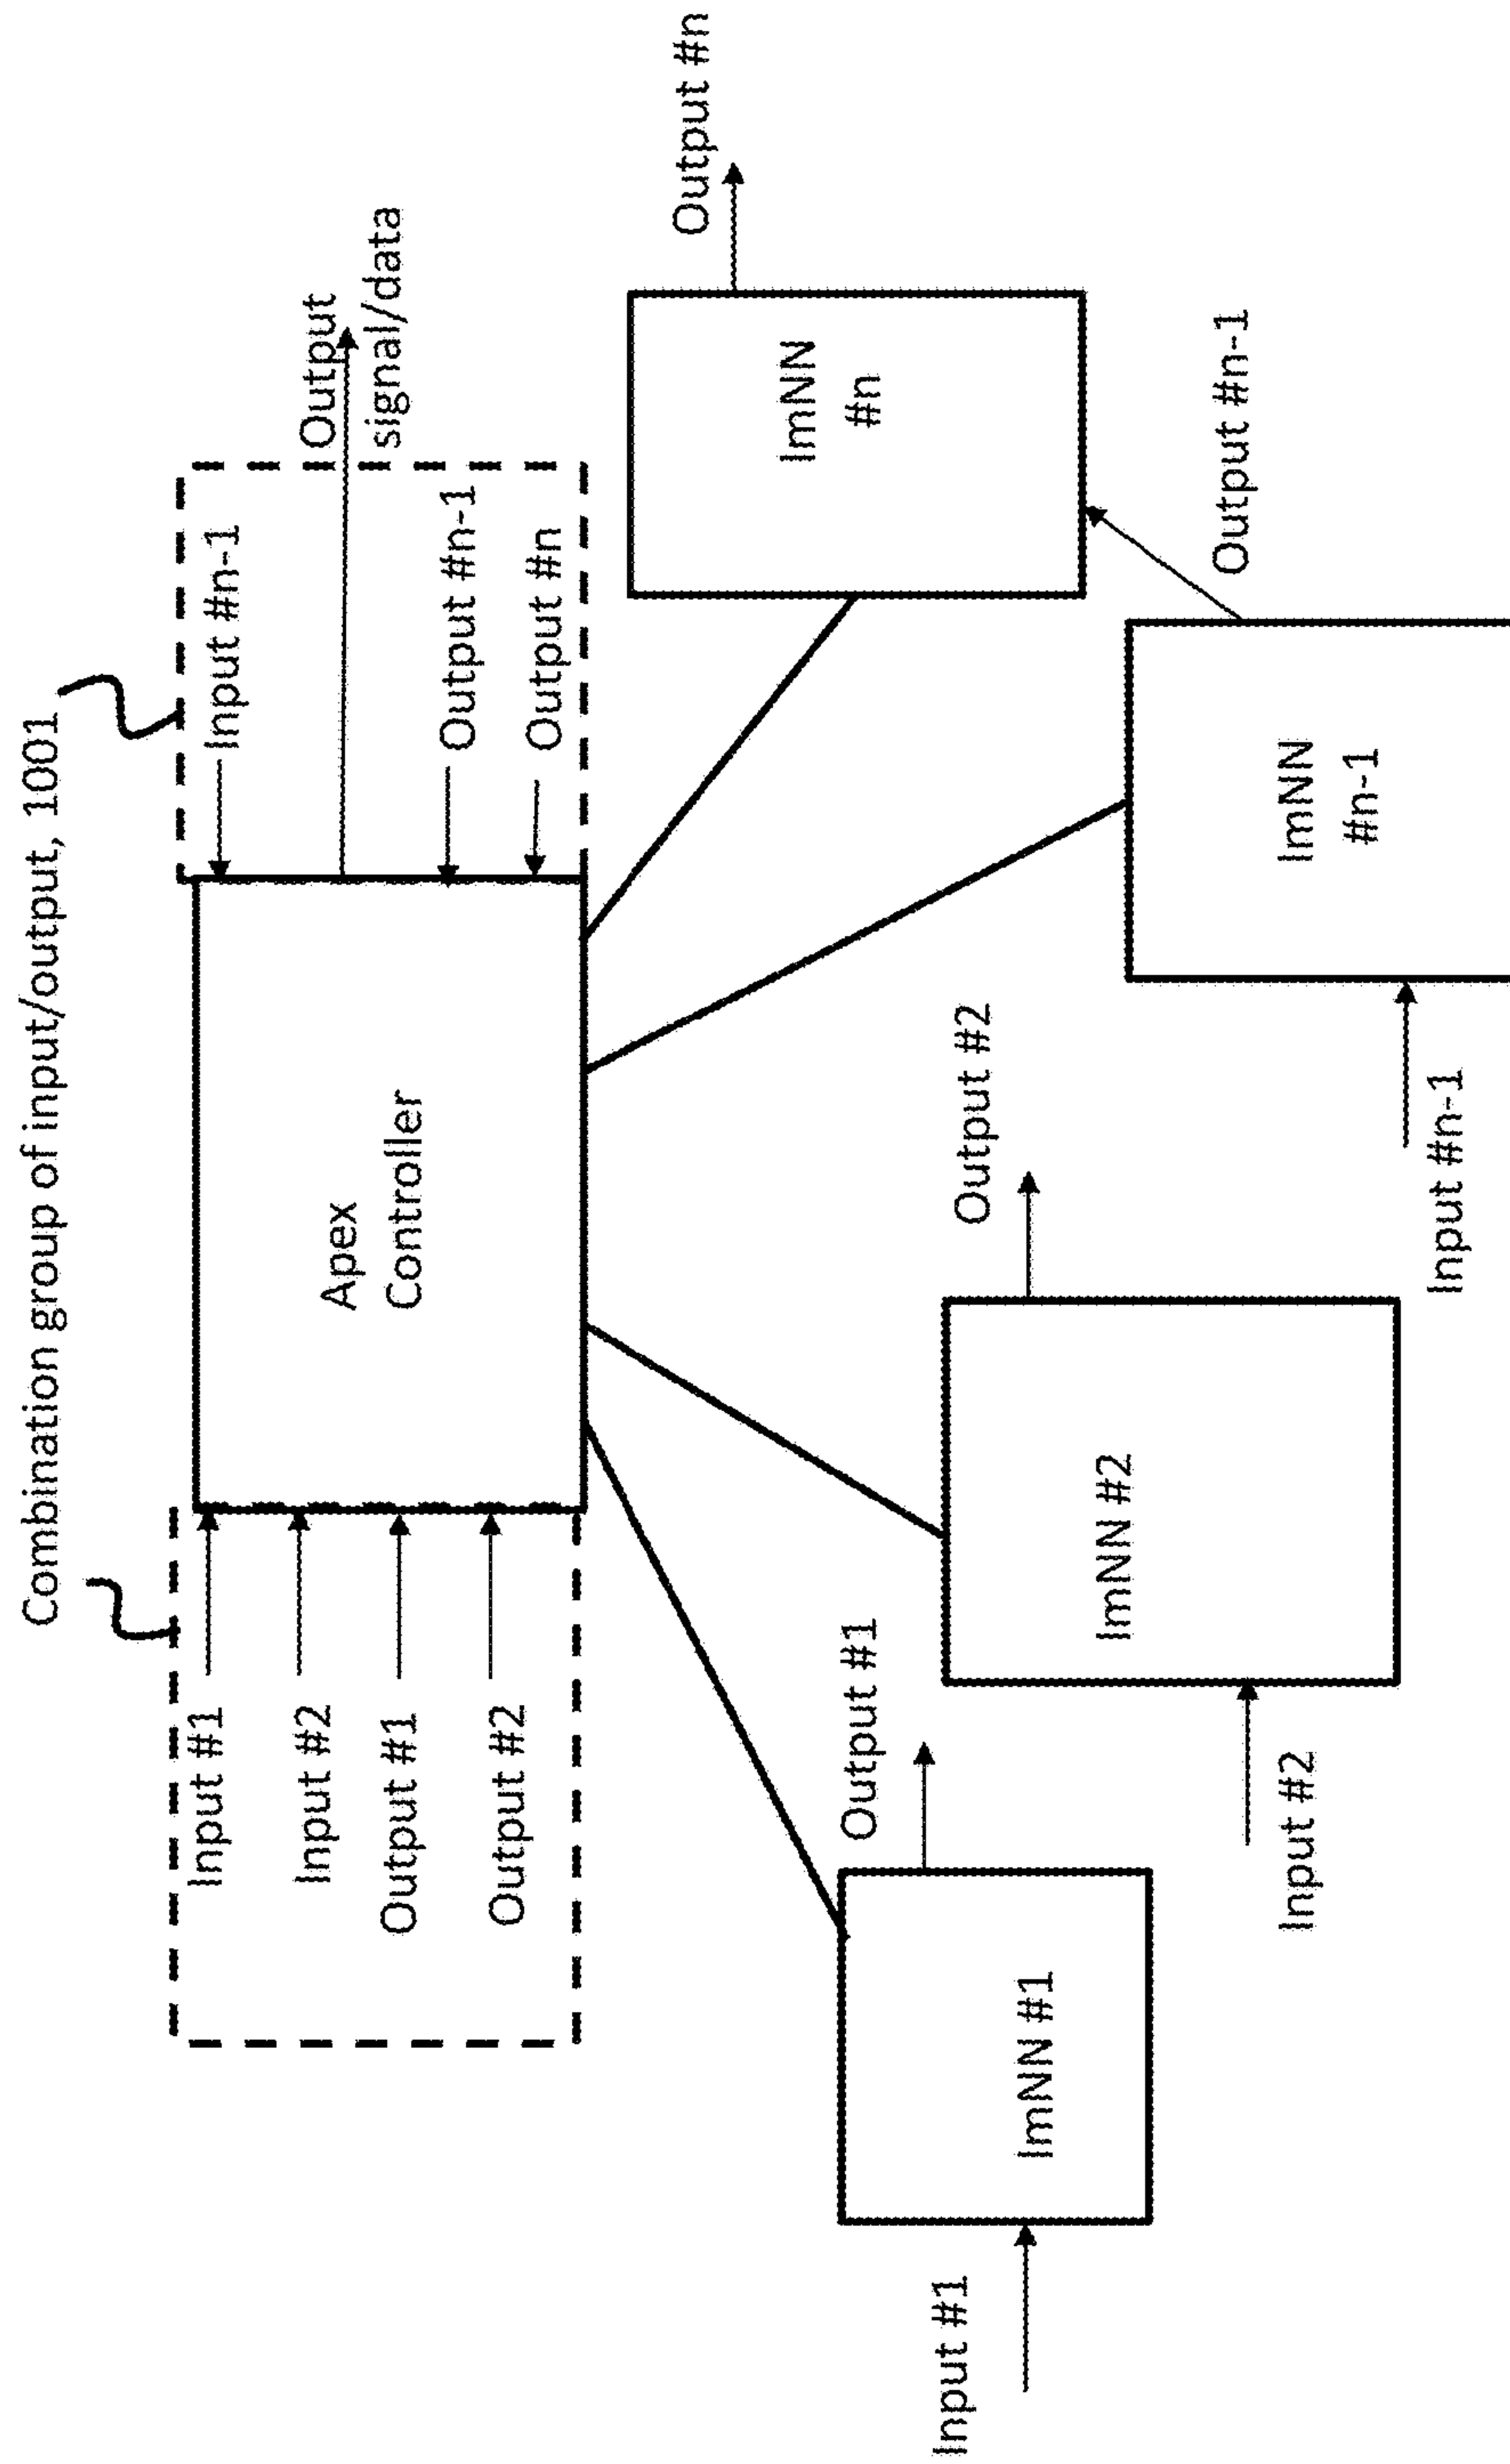 Combination group of input/output, 1001
Input #1
Input #2
Output #1
Output #2
Apex
Controller
Input #n-1
Output
signal/data
Output #n-1
Output #n
Input #1
ImNN #1
Output #1
Input #2
ImNN #2
Output #2
Input #n-1
ImNN
#n-1
Output #n-1
ImNN
#n
Output #n